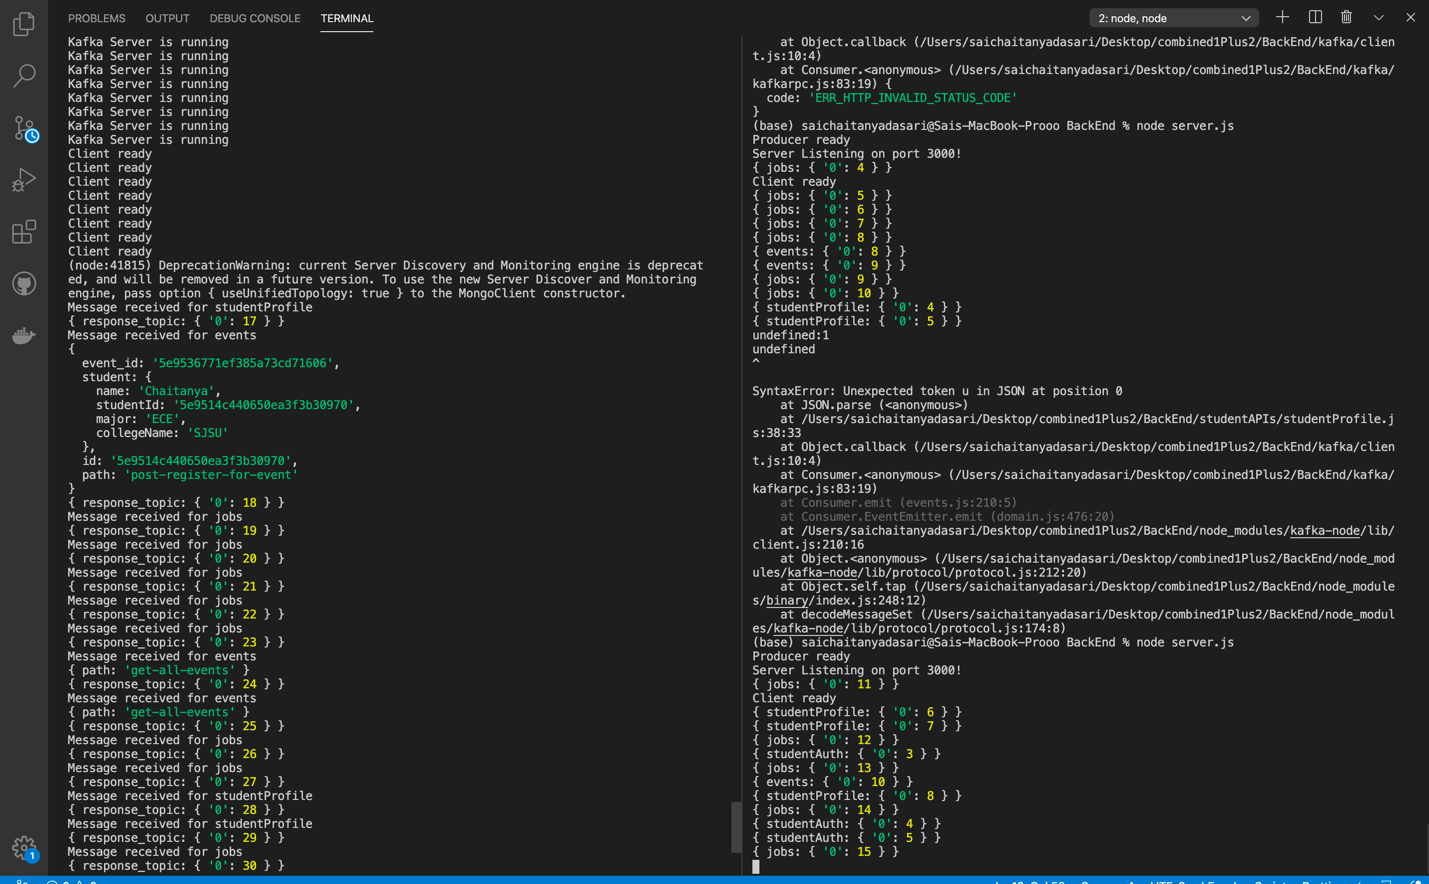 PROBLEMS OUTPUT DEBUG CONSOLE TERMINAL
2: node, node
Kafka Server is running
Kafka Server is running
Kafka Server is running
Kafka Server is running
Kafka Server is running
Kafka Server is running
Kafka Server is running
Kafka Server is running
Client ready
Client ready
Client ready
Client ready
Client ready
Client ready
Client ready
Client ready
(node:41815) DeprecationWarning: current Server Discovery and Monitoring engine is deprecat
ed, and will be removed in a future version. To use the new Server Discover and Monitoring
engine, pass option { useUnifiedTopology: true } to the MongoClient constructor.
Message received for studentProfile
{ response_topic: { '0': 17 } }
Message received for events
{
event_id: '5e9536771ef385a73cd71606',
student: {
name: 'Chaitanya',
studentId: '5e9514c440650ea3f3b30970',
major: 'ECE',
collegeName: 'SJSU'
},
id: '5e9514c440650ea3f3b30970',
path: 'post-register-for-event'
}
{ response_topic: { '0': 18 } }
Message received for jobs
{ response_topic: { '0': 19 } }
Message received for jobs
{ response_topic: { '0': 20 } }
Message received for jobs
{ response_topic: { '0': 21 } }
Message received for jobs
{ response_topic: { '0': 22 } }
Message received for jobs
{ response_topic: { '0': 23 } }
Message received for events
{ path: 'get-all-events' }
{ response_topic: { '0': 24 } }
Message received for events
{ path: 'get-all-events' }
{ response_topic: { '0': 25 } }
Message received for jobs
{ response_topic: { '0': 26 } }
Message received for jobs
{ response_topic: { '0': 27 } }
Message received for studentProfile
{ response_topic: { '0': 28 } }
Message received for studentProfile
{ response_topic: { '0': 29 } }
Message received for jobs
{ response_topic: { '0': 30 } }
at Object.callback (/Users/saichaitanyadasari/Desktop/combined1Plus2/BackEnd/kafka/clien
t.js:10:4)
at Consumer.<anonymous> (/Users/saichaitanyadasari/Desktop/combined1Plus2/BackEnd/kafka/
kafkarpc.js:83:19) {
code: 'ERR_HTTP_INVALID_STATUS_CODE'
}
(base) saichaitanyadasari@Sais-MacBook-Prooo BackEnd % node server.js
Producer ready
Server Listening on port 3000!
{ jobs: { '0': 4 } }
Client ready
{ jobs: { '0': 5 } }
{ jobs: { '0': 6 } }
{ jobs: { '0': 7 } }
{ jobs: { '0': 8 } }
{ events: { '0': 8 } }
{ events: { '0': 9 } }
{ jobs: { '0': 9 } }
{ jobs: { '0': 10 } }
{ studentProfile: { '0': 4 } }
{ studentProfile: { '0': 5 } }
undefined:1
undefined
^
SyntaxError: Unexpected token u in JSON at position 0
at JSON.parse (<anonymous>)
at /Users/saichaitanyadasari/Desktop/combined1Plus2/BackEnd/studentAPIs/studentProfile.j
s:38:33
at Object.callback (/Users/saichaitanyadasari/Desktop/combined1Plus2/BackEnd/kafka/clien
t.js:10:4)
at Consumer.<anonymous> (/Users/saichaitanyadasari/Desktop/combined1Plus2/BackEnd/kafka/
kafkarpc.js:83:19)
at Consumer.emit (events.js:210:5)
at Consumer.EventEmitter.emit (domain.js:476:20)
at /Users/saichaitanyadasari/Desktop/combined1Plus2/BackEnd/node_modules/kafka-node/lib/
client.js:210:16
at Object.<anonymous> (/Users/saichaitanyadasari/Desktop/combined1Plus2/BackEnd/node_mod
ules/kafka-node/lib/protocol/protocol.js:212:20)
at Object.self.tap (/Users/saichaitanyadasari/Desktop/combined1Plus2/BackEnd/node_module
s/binary/index.js:248:12)
at decodeMessageSet (/Users/saichaitanyadasari/Desktop/combined1Plus2/BackEnd/node_modul
es/kafka-node/lib/protocol/protocol.js:174:8)
(base) saichaitanyadasari@Sais-MacBook-Prooo BackEnd % node server.js
Producer ready
Server Listening on port 3000!
{ jobs: { '0': 11 } }
Client ready
{ studentProfile: { '0': 6 } }
{ studentProfile: { '0': 7 } }
{ jobs: { '0': 12 } }
{ studentAuth: { '0': 3 } }
{ jobs: { '0': 13 } }
{ events: { '0': 10 } }
{ studentProfile: { '0': 8 } }
{ jobs: { '0': 14 } }
{ studentAuth: { '0': 4 } }
{ studentAuth: { '0': 5 } }
{ jobs: { '0': 15 } }
1